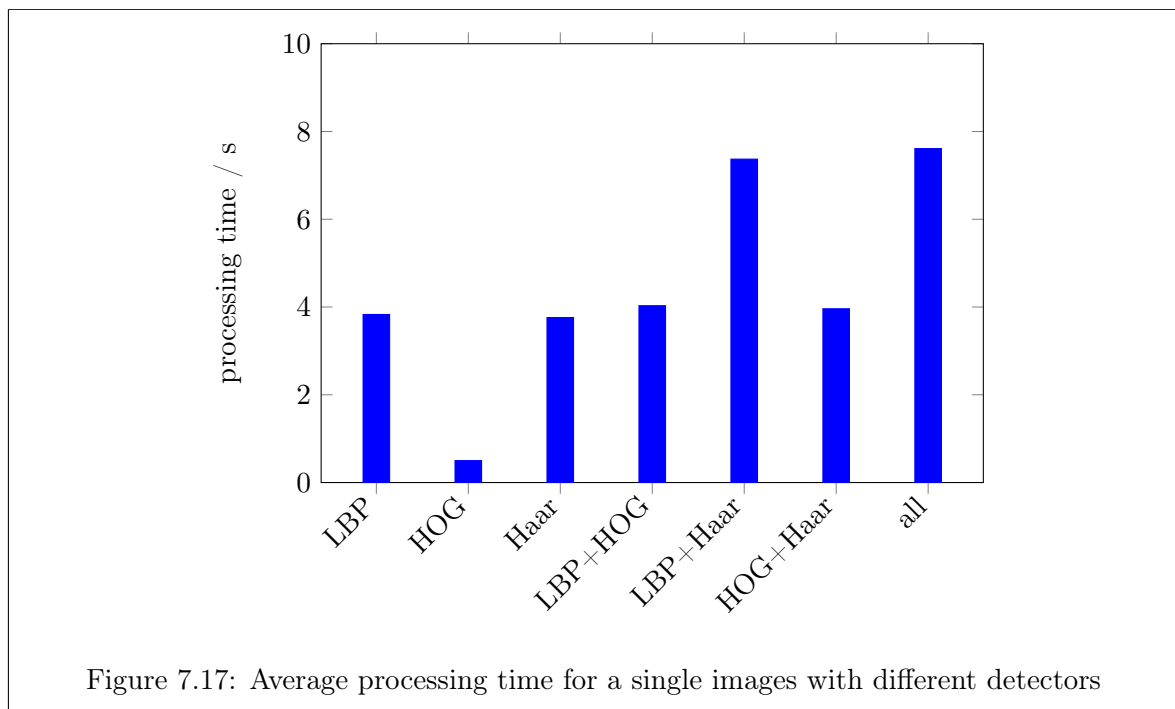 10
8
6
4
2
0
processing time / s
LBP
HOG
Haar
LBP+HOG
LBP+Haar
HOG+Haar
all
Figure 7.17: Average processing time for a single images with different detectors